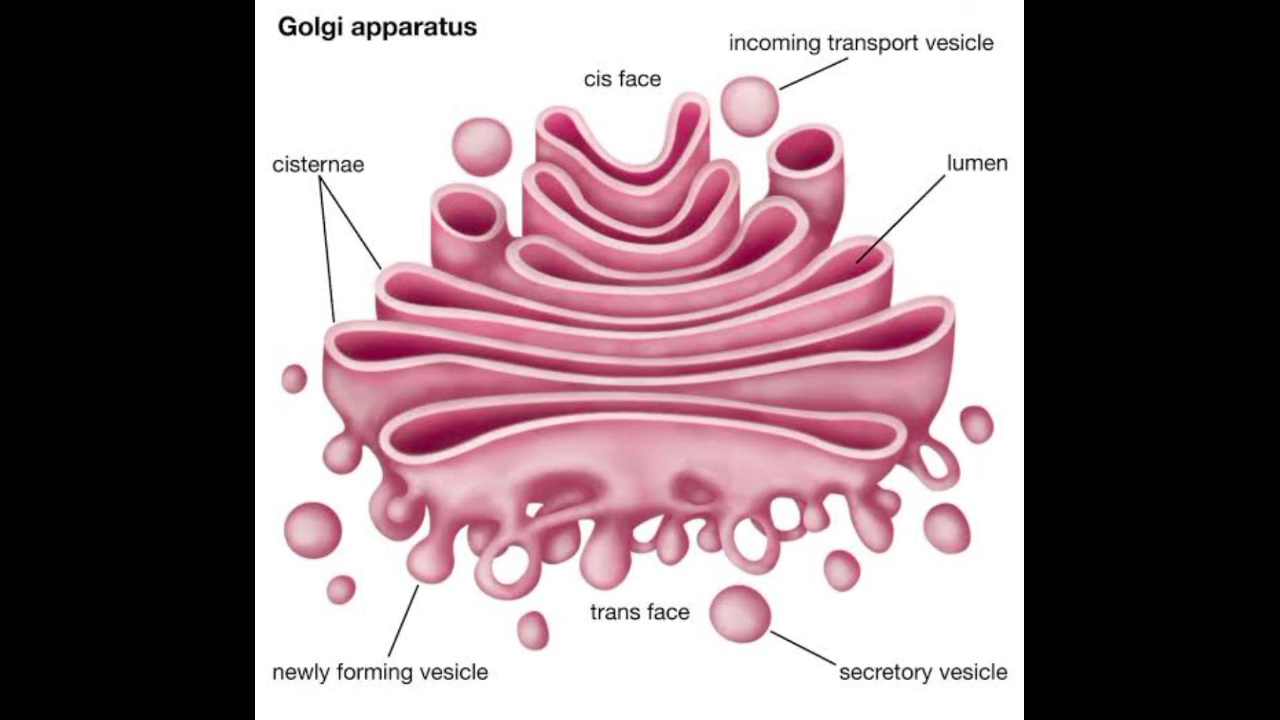 Golgi apparatus
incoming transport vesicle
cis face
cisternae
lumen
trans face
newly forming vesicle
secretory vesicle